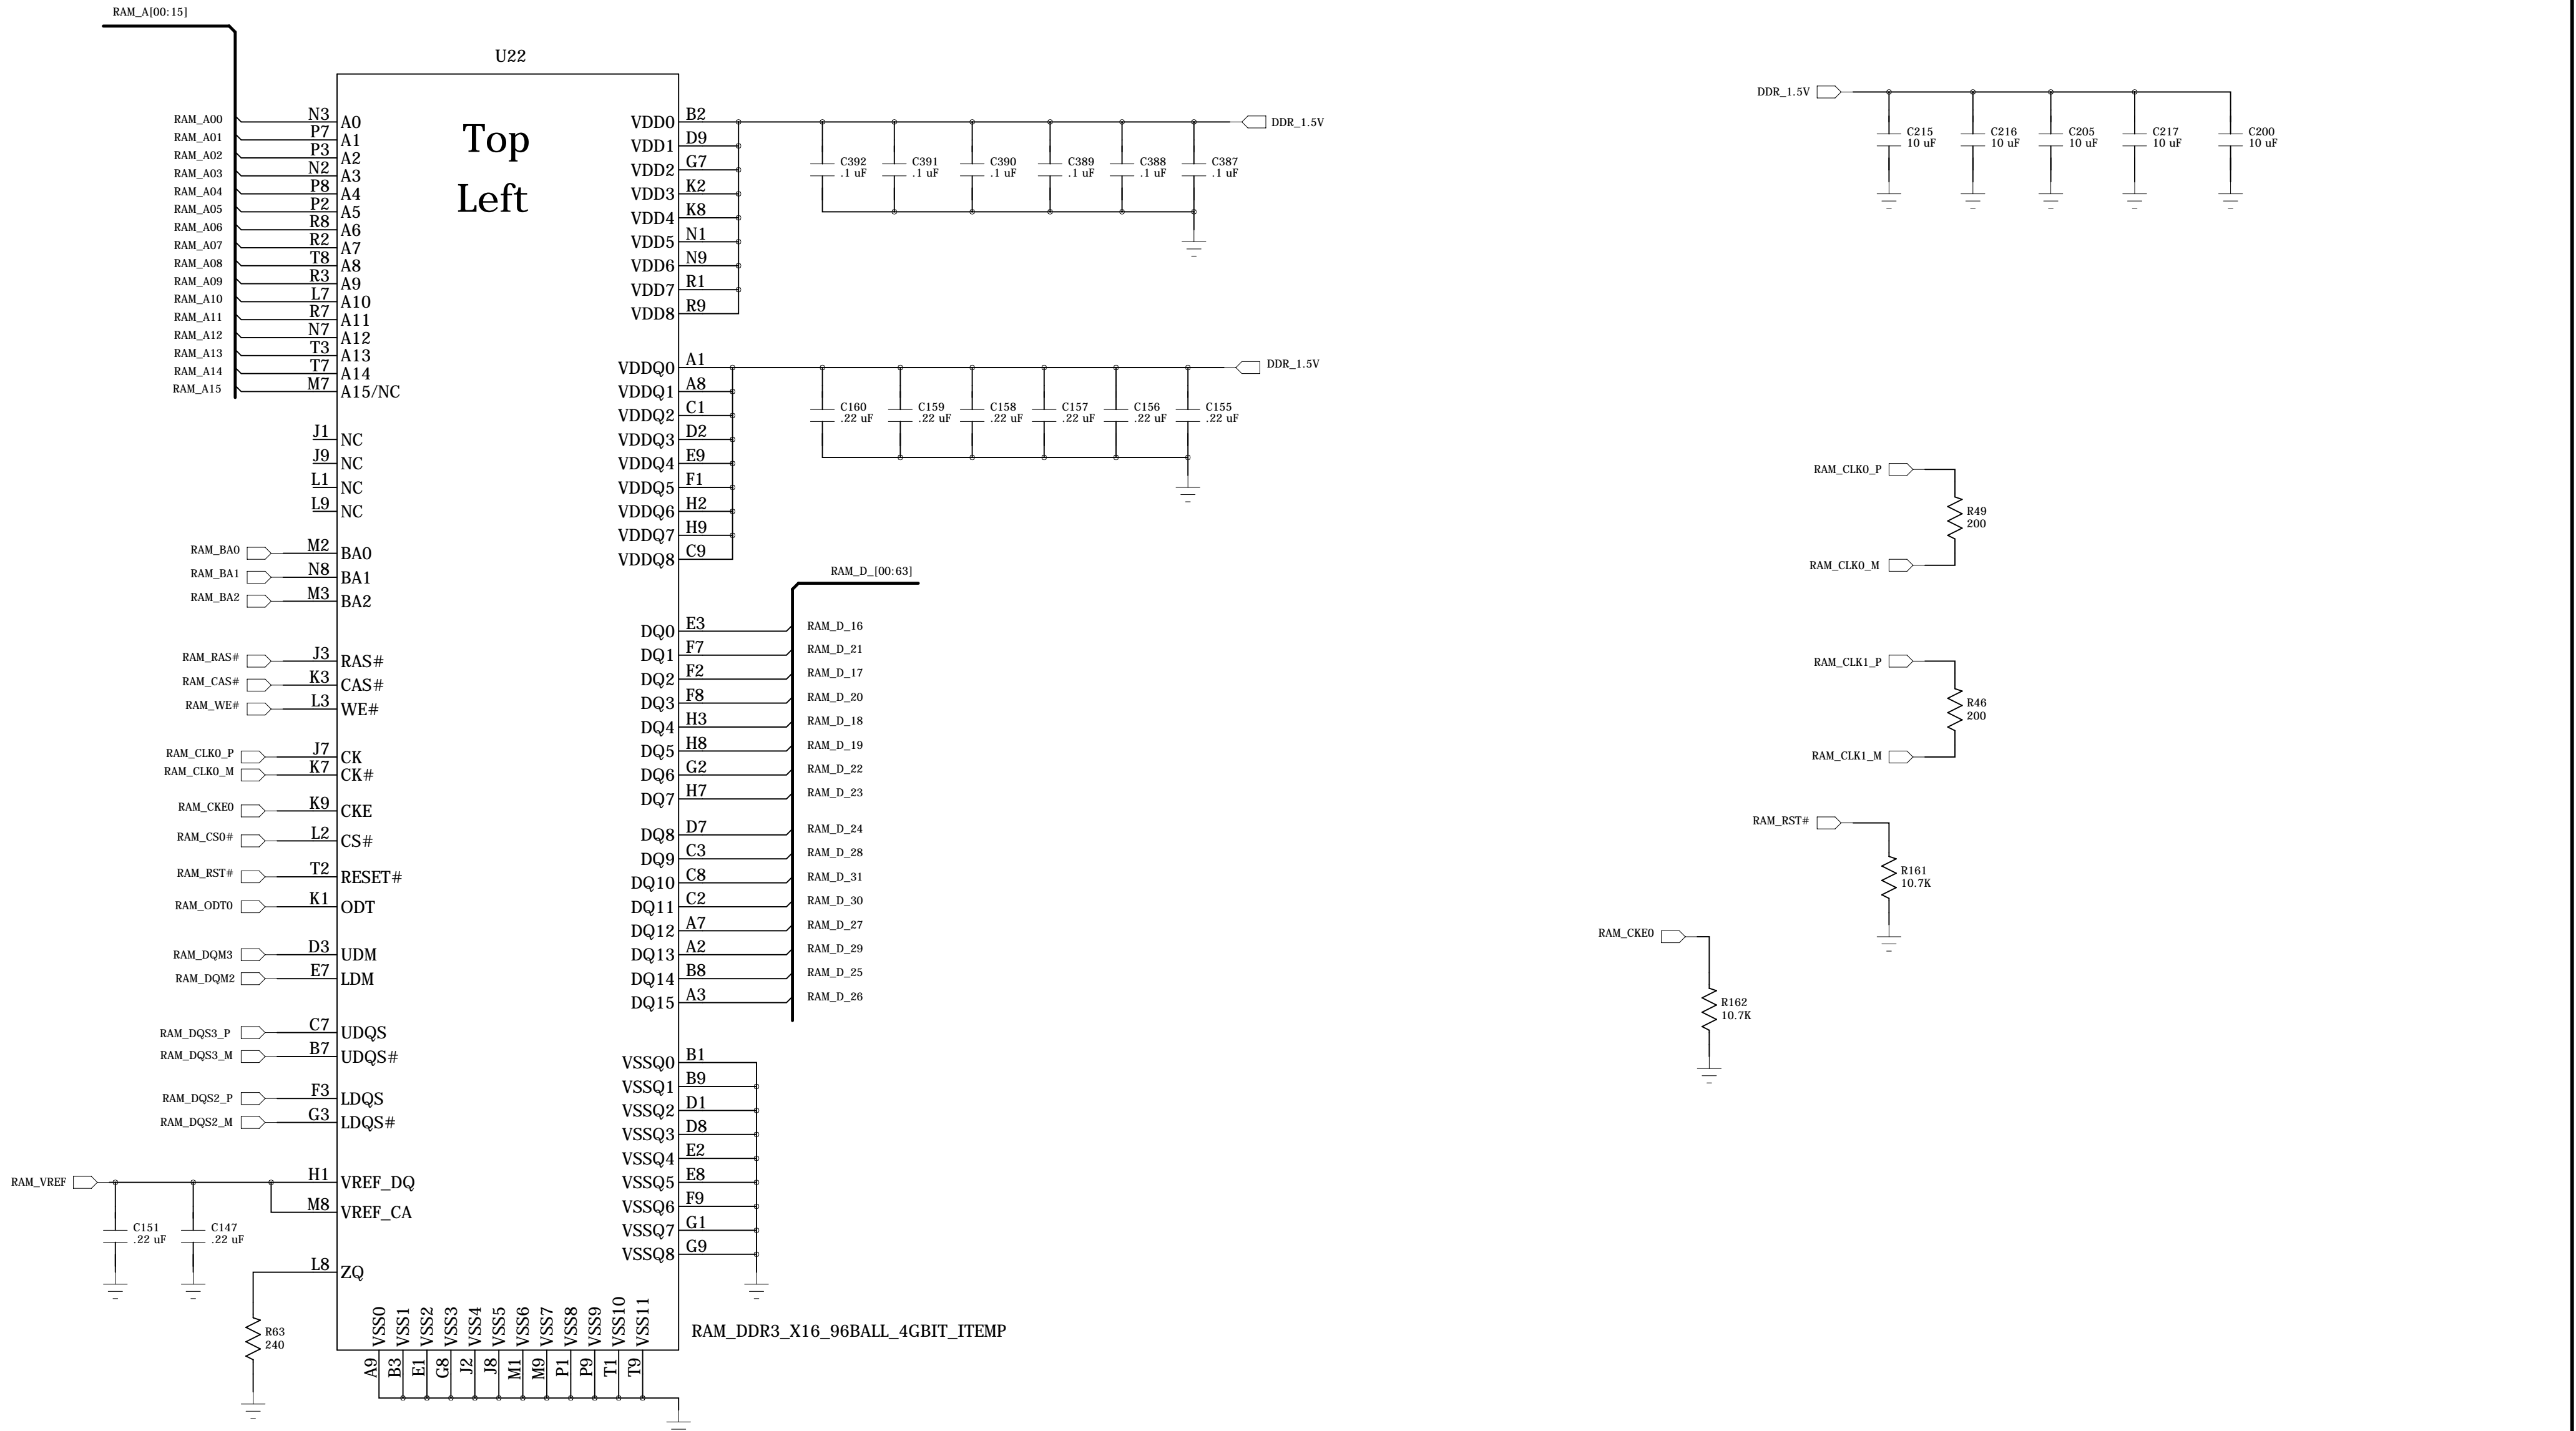 RAM_A[00:15]
U22
Top
Left
RAM_A00 N3 A0
RAM_A01 P7 A1
RAM_A02 P3 A2
RAM_A03 N2 A3
RAM_A04 P8 A4
RAM_A05 P2 A5
RAM_A06 R8 A6
RAM_A07 R2 A7
RAM_A08 T8 A8
RAM_A09 R3 A9
RAM_A10 L7 A10
RAM_A11 R7 A11
RAM_A12 N7 A12
RAM_A13 T3 A13
RAM_A14 T7 A14
RAM_A15 M7 A15/NC
J1 NC
J9 NC
L1 NC
L9 NC
RAM_BA0 M2 BA0
RAM_BA1 N8 BA1
RAM_BA2 M3 BA2
RAM_RAS# J3 RAS#
RAM_CAS# K3 CAS#
RAM_WE# L3 WE#
RAM_CLK0_P J7 CK
RAM_CLK0_M K7 CK#
RAM_CKE0 K9 CKE
RAM_CS0# L2 CS#
RAM_RST# T2 RESET#
RAM_ODT0 K1 ODT
RAM_DQM3 D3 UDM
RAM_DQM2 E7 LDM
RAM_DQS3_P C7 UDQS
RAM_DQS3_M B7 UDQS#
RAM_DQS2_P F3 LDQS
RAM_DQS2_M G3 LDQS#
RAM_VREF H1 VREF_DQ
M8 VREF_CA
C151
.22 uF
C147
.22 uF
L8 ZQ
R63
240
VDD0 B2
VDD1 D9
VDD2 G7
VDD3 K2
VDD4 K8
VDD5 N1
VDD6 N9
VDD7 R1
VDD8 R9
DDR_1.5V
C392
.1 uF
C391
.1 uF
C390
.1 uF
C389
.1 uF
C388
.1 uF
C387
.1 uF
VDDQ0 A1
VDDQ1 A8
VDDQ2 C1
VDDQ3 D2
VDDQ4 E9
VDDQ5 F1
VDDQ6 H2
VDDQ7 H9
VDDQ8 C9
DDR_1.5V
C160
.22 uF
C159
.22 uF
C158
.22 uF
C157
.22 uF
C156
.22 uF
C155
.22 uF
RAM_D_[00:63]
DQ0 E3 RAM_D_16
DQ1 F7 RAM_D_21
DQ2 F2 RAM_D_17
DQ3 F8 RAM_D_20
DQ4 H3 RAM_D_18
DQ5 H8 RAM_D_19
DQ6 G2 RAM_D_22
DQ7 H7 RAM_D_23
DQ8 D7 RAM_D_24
DQ9 C3 RAM_D_28
DQ10 C8 RAM_D_31
DQ11 C2 RAM_D_30
DQ12 A7 RAM_D_27
DQ13 A2 RAM_D_29
DQ14 B8 RAM_D_25
DQ15 A3 RAM_D_26
VSSQ0 B1
VSSQ1 B9
VSSQ2 D1
VSSQ3 D8
VSSQ4 E2
VSSQ5 E8
VSSQ6 F9
VSSQ7 G1
VSSQ8 G9
A9 VSS0
B3 VSS1
E1 VSS2
G8 VSS3
J2 VSS4
J8 VSS5
M1 VSS6
M9 VSS7
P1 VSS8
P9 VSS9
T1 VSS10
T9 VSS11
RAM_DDR3_X16_96BALL_4GBIT_ITEMP
DDR_1.5V
C215
10 uF
C216
10 uF
C205
10 uF
C217
10 uF
C200
10 uF
RAM_CLK0_P
R49
200
RAM_CLK0_M
RAM_CLK1_P
R46
200
RAM_CLK1_M
RAM_RST#
R161
10.7K
RAM_CKE0
R162
10.7K